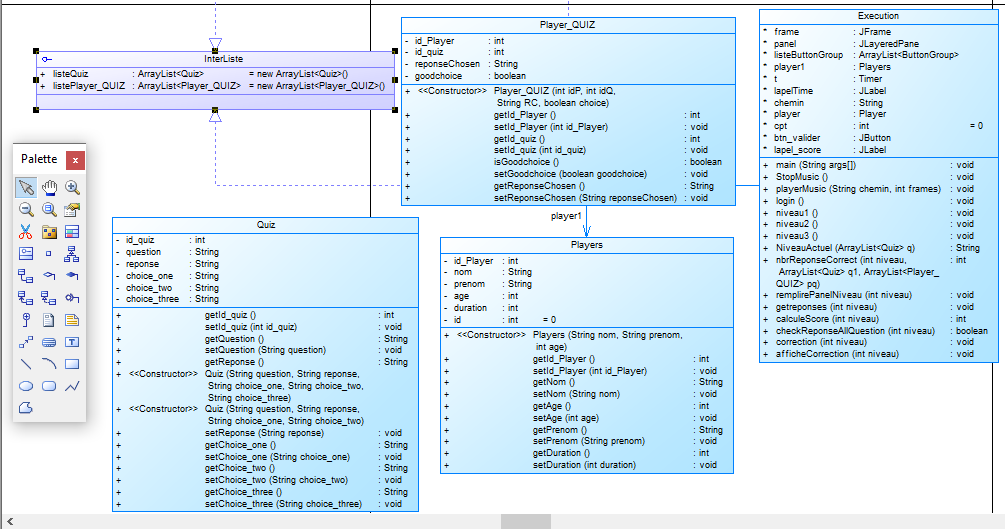 InterListe
+ listeQuiz : ArrayList<Quiz> = new ArrayList<Quiz>()
+ listePlayer_QUIZ : ArrayList<Player_QUIZ> = new ArrayList<Player_QUIZ>()
Player_QUIZ
- id_Player : int
- id_quiz : int
- reponseChosen : String
- goodchoice : boolean
+ <<Constructor>> Player_QUIZ (int idP, int idQ,
String RC, boolean choice)
+ getId_Player () : int
+ setId_Player (int id_Player) : void
+ getId_quiz () : int
+ setId_quiz (int id_quiz) : void
+ isGoodchoice () : boolean
+ setGoodchoice (boolean goodchoice) : void
+ getReponseChosen () : String
+ setReponseChosen (String reponseChosen) : void
Execution
* frame : JFrame
* panel : JLayeredPane
* listeButtonGroup : ArrayList<ButtonGroup>
* player1 : Players
* t : Timer
* lapelTime : JLabel
* chemin : String
* player : Player
* cpt : int = 0
* btn_valider : JButton
* lapel_score : JLabel
+ main (String args[]) : void
+ StopMusic () : void
+ playerMusic (String chemin, int frames) : void
+ login () : void
+ niveau1 () : void
+ niveau2 () : void
+ niveau3 () : void
+ NiveauActuel (ArrayList<Quiz> q) : String
+ nbrReponseCorrect (int niveau, : int
ArrayList<Quiz> q1, ArrayList<Player_
QUIZ> pq)
+ remplirePanelNiveau (int niveau) : void
+ getreponses (int niveau) : void
+ calculeScore (int niveau) : int
+ checkReponseAllQuestion (int niveau) : boolean
+ correction (int niveau) : void
+ afficheCorrection (int niveau) : void
Palette x
player1
Quiz
- id_quiz : int
- question : String
- reponse : String
- choice_one : String
- choice_two : String
- choice_three : String
+ getId_quiz () : int
+ setId_quiz (int id_quiz) : void
+ getQuestion () : String
+ setQuestion (String question) : void
+ getReponse () : String
+ <<Constructor>> Quiz (String question, String reponse,
String choice_one, String choice_two,
String choice_three)
+ <<Constructor>> Quiz (String question, String reponse,
String choice_one, String choice_two)
+ setReponse (String reponse) : void
+ getChoice_one () : String
+ setChoice_one (String choice_one) : void
+ getChoice_two () : String
+ setChoice_two (String choice_two) : void
+ getChoice_three () : String
+ setChoice_three (String choice_three) : void
Players
- id_Player : int
- nom : String
- prenom : String
- age : int
- duration : int
- id : int = 0
+ <<Constructor>> Players (String nom, String prenom,
int age)
+ getId_Player () : int
+ setId_Player (int id_Player) : void
+ getNom () : String
+ setNom (String nom) : void
+ getAge () : int
+ setAge (int age) : void
+ getPrenom () : String
+ setPrenom (String prenom) : void
+ getDuration () : int
+ setDuration (int duration) : void